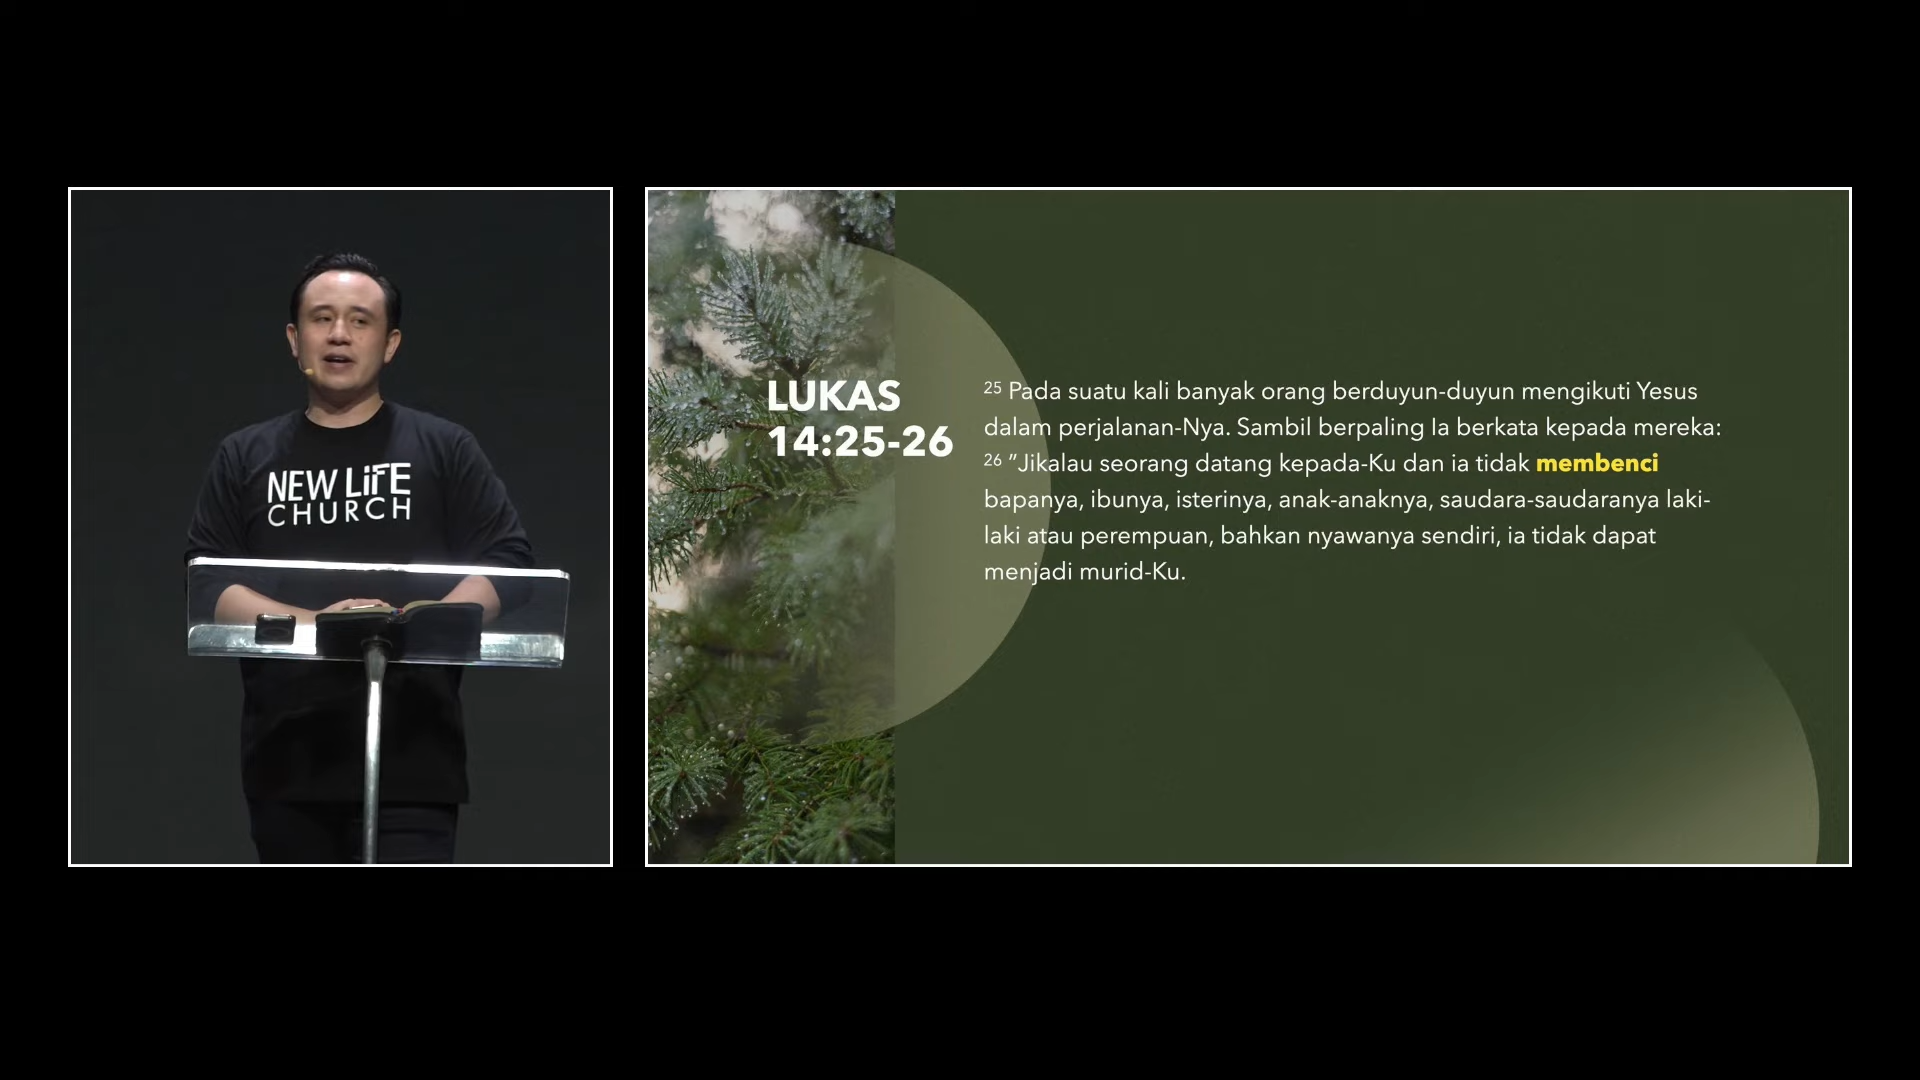 NEW LiFE
CHURCH
LUKAS
14:25-26
25 Pada suatu kali banyak orang berduyun-duyun mengikuti Yesus
dalam perjalanan-Nya. Sambil berpaling Ia berkata kepada mereka:
26 "Jikalau seorang datang kepada-Ku dan ia tidak membenci
bapanya, ibunya, isterinya, anak-anaknya, saudara-saudaranya laki-
laki atau perempuan, bahkan nyawanya sendiri, ia tidak dapat
menjadi murid-Ku.